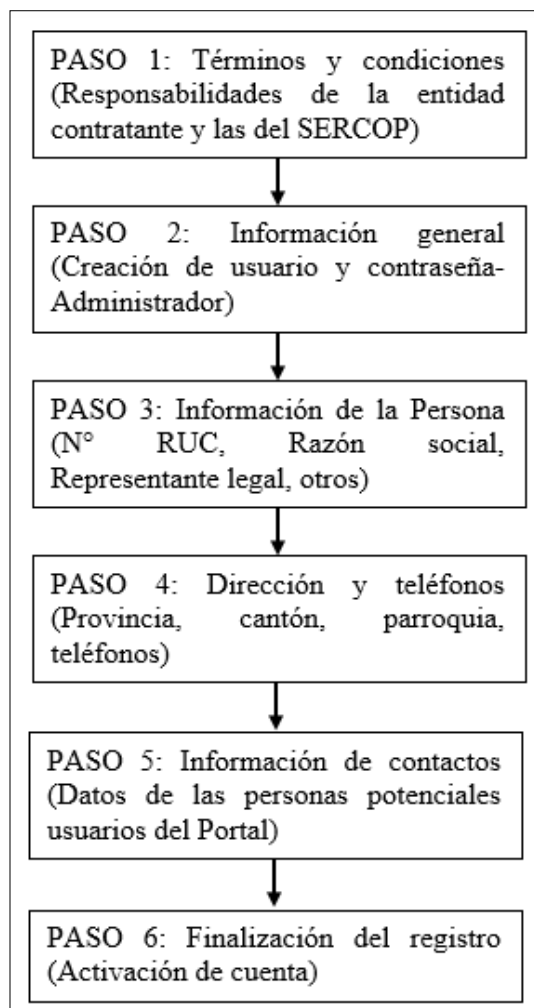 PASO 1: Términos y condiciones
(Responsabilidades de la entidad
contratante y las del SERCOP)
PASO 2: Información general
(Creación de usuario y contraseña-
Administrador)
PASO 3: Información de la Persona
(N° RUC, Razón social,
Representante legal, otros)
PASO 4: Dirección y teléfonos
(Provincia, cantón, parroquia,
teléfonos)
PASO 5: Información de contactos
(Datos de las personas potenciales
usuarios del Portal)
PASO 6: Finalización del registro
(Activación de cuenta)